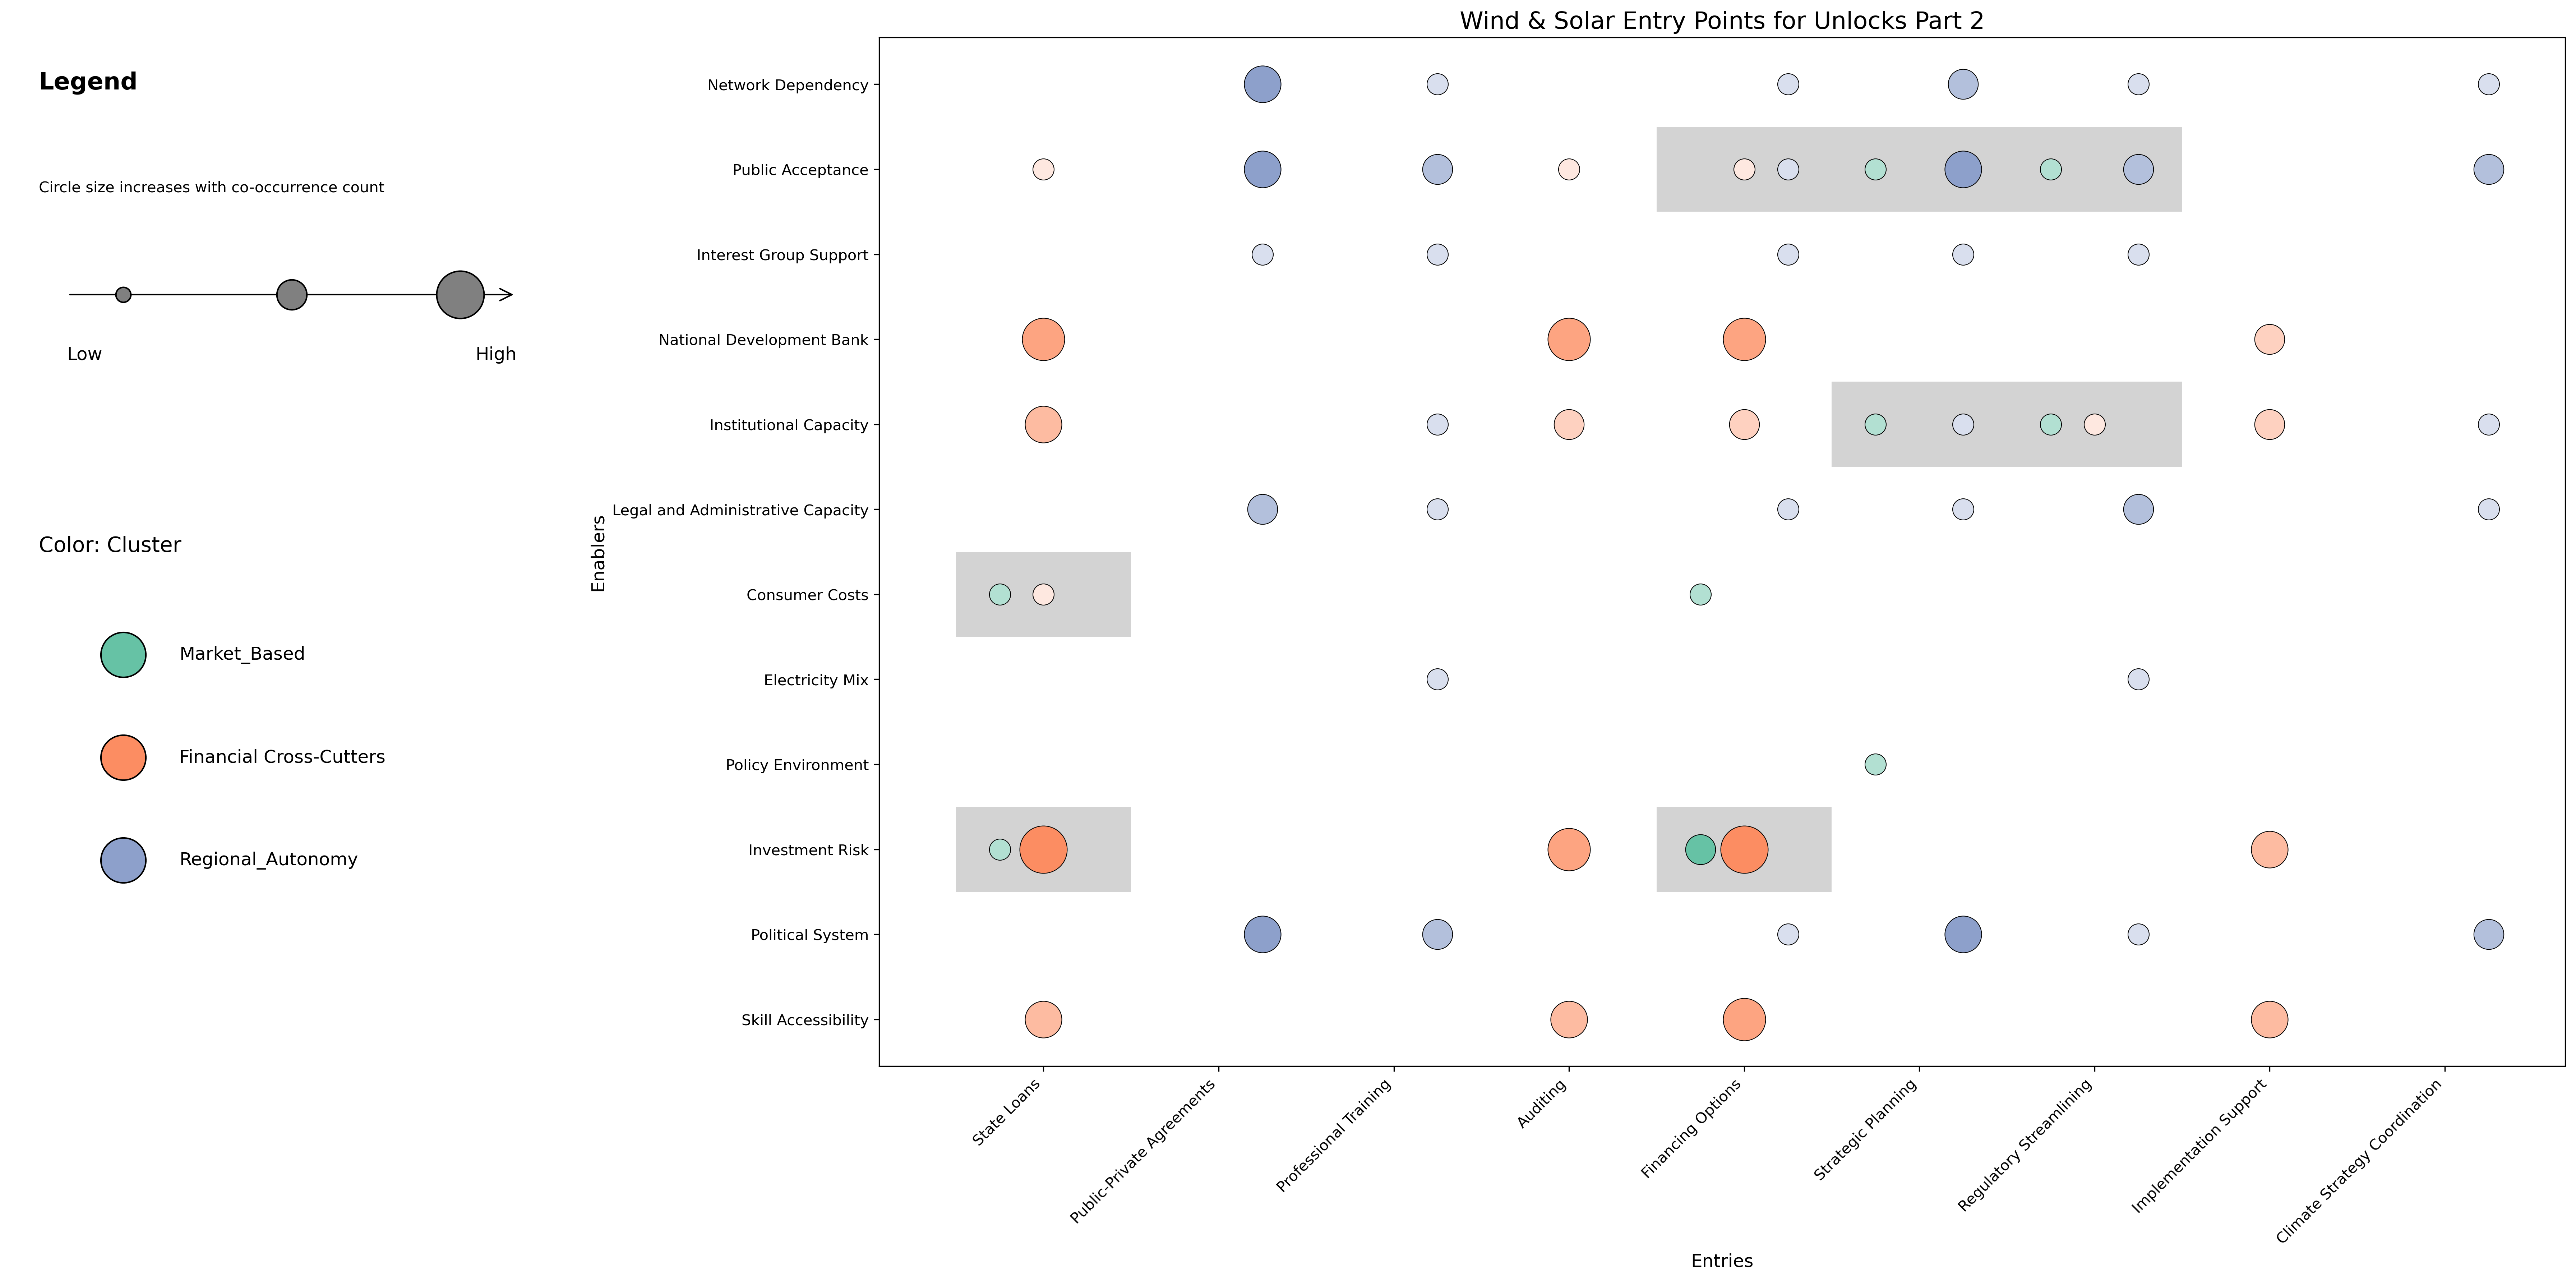 Wind & Solar Entry Points for Unlocks Part 2
Legend
Circle size increases with co-occurrence count
Low
High
Color: Cluster
Market_Based
Financial Cross-Cutters
Regional_Autonomy
Enablers
Network Dependency
Public Acceptance
Interest Group Support
National Development Bank
Institutional Capacity
Legal and Administrative Capacity
Consumer Costs
Electricity Mix
Policy Environment
Investment Risk
Political System
Skill Accessibility
State Loans
Public-Private Agreements
Professional Training
Auditing
Financing Options
Strategic Planning
Regulatory Streamlining
Implementation Support
Climate Strategy Coordination
Entries